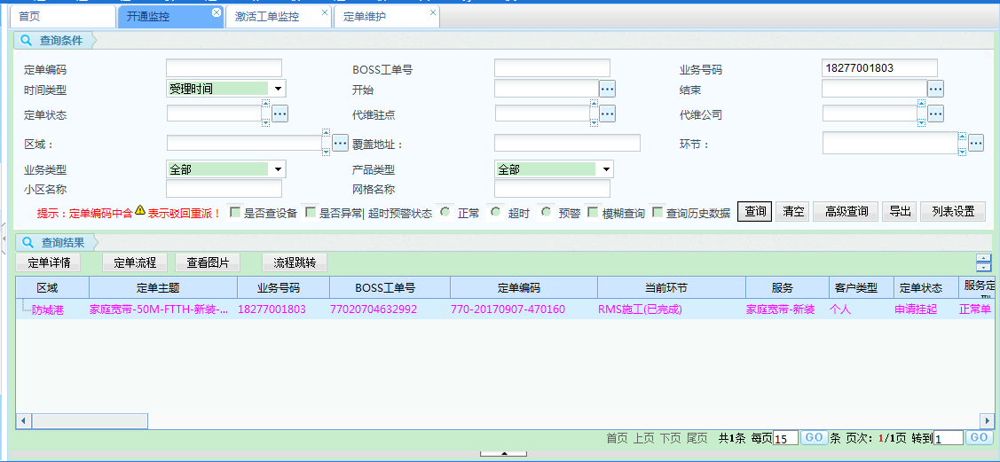 首页 开通监控 激活工单监控 定单维护
查询条件
定单编码 BOSS工单号 业务号码 18277001803
时间类型 受理时间 开始 ... 结束 ...
定单状态 ... 代维驻点 ... 代维公司 ...
区域： ... 覆盖地址： 环节： ...
业务类型 全部 产品类型 全部
小区名称 网格名称
提示：定单编码中含 表示驳回重派！ 是否查设备 是否异常| 超时预警状态 正常 超时 预警 模糊查询 查询历史数据 查询 清空 高级查询 导出 列表设置
查询结果
定单详情 定单流程 查看图片 流程跳转
区域 定单主题 业务号码 BOSS工单号 定单编码 当前环节 服务 客户类型 定单状态 服务定
防城港 家庭宽带-50M-FTTH-新装-... 18277001803 77020704632992 770-20170907-470160 RMS施工(已完成) 家庭宽带-新装 个人 申请挂起 正常单
首页 上页 下页 尾页 共1条 每页15 GO 条 页次：1/1页 转到1 GO